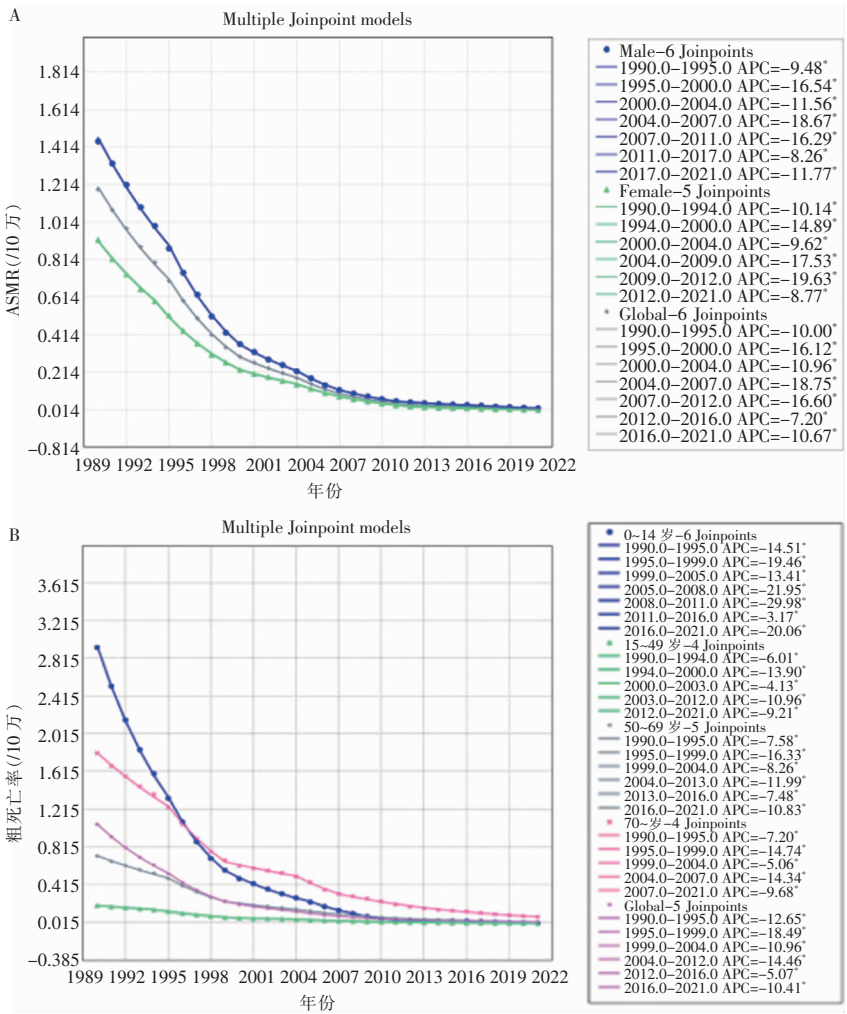 A
Multiple Joinpoint models
1.814
1.614
1.414
1.214
1.014
0.814
0.614
0.414
0.214
0.014
−0.814
ASMR(/10 万)
1989 1992 1995 1998 2001 2004 2007 2010 2013 2016 2019 2022
年份
Male−6 Joinpoints
1990.0−1995.0 APC=−9.48*
1995.0−2000.0 APC=−16.54*
2000.0−2004.0 APC=−11.56*
2004.0−2007.0 APC=−18.67*
2007.0−2011.0 APC=−16.29*
2011.0−2017.0 APC=−8.26*
2017.0−2021.0 APC=−11.77*
Female−5 Joinpoints
1990.0−1994.0 APC=−10.14*
1994.0−2000.0 APC=−14.89*
2000.0−2004.0 APC=−9.62*
2004.0−2009.0 APC=−17.53*
2009.0−2012.0 APC=−19.63*
2012.0−2021.0 APC=−8.77*
Global−6 Joinpoints
1990.0−1995.0 APC=−10.00*
1995.0−2000.0 APC=−16.12*
2000.0−2004.0 APC=−10.96*
2004.0−2007.0 APC=−18.75*
2007.0−2012.0 APC=−16.60*
2012.0−2016.0 APC=−7.20*
2016.0−2021.0 APC=−10.67*
B
Multiple Joinpoint models
3.615
3.215
2.815
2.415
2.015
1.615
1.215
0.815
0.415
0.015
−0.385
粗死亡率(/10 万)
1989 1992 1995 1998 2001 2004 2007 2010 2013 2016 2019 2022
年份
0~14 岁−6 Joinpoints
1990.0−1995.0 APC=−14.51*
1995.0−1999.0 APC=−19.46*
1999.0−2005.0 APC=−13.41*
2005.0−2008.0 APC=−21.95*
2008.0−2011.0 APC=−29.98*
2011.0−2016.0 APC=−3.17*
2016.0−2021.0 APC=−20.06*
15~49 岁−4 Joinpoints
1990.0−1994.0 APC=−6.01*
1994.0−2000.0 APC=−13.90*
2000.0−2003.0 APC=−4.13*
2003.0−2012.0 APC=−10.96*
2012.0−2021.0 APC=−9.21*
50~69 岁−5 Joinpoints
1990.0−1995.0 APC=−7.58*
1995.0−1999.0 APC=−16.33*
1999.0−2004.0 APC=−8.26*
2004.0−2013.0 APC=−11.99*
2013.0−2016.0 APC=−7.48*
2016.0−2021.0 APC=−10.83*
70~岁−4 Joinpoints
1990.0−1995.0 APC=−7.20*
1995.0−1999.0 APC=−14.74*
1999.0−2004.0 APC=−5.06*
2004.0−2007.0 APC=−14.34*
2007.0−2021.0 APC=−9.68*
Global−5 Joinpoints
1990.0−1995.0 APC=−12.65*
1995.0−1999.0 APC=−18.49*
1999.0−2004.0 APC=−10.96*
2004.0−2012.0 APC=−14.46*
2012.0−2016.0 APC=−5.07*
2016.0−2021.0 APC=−10.41*